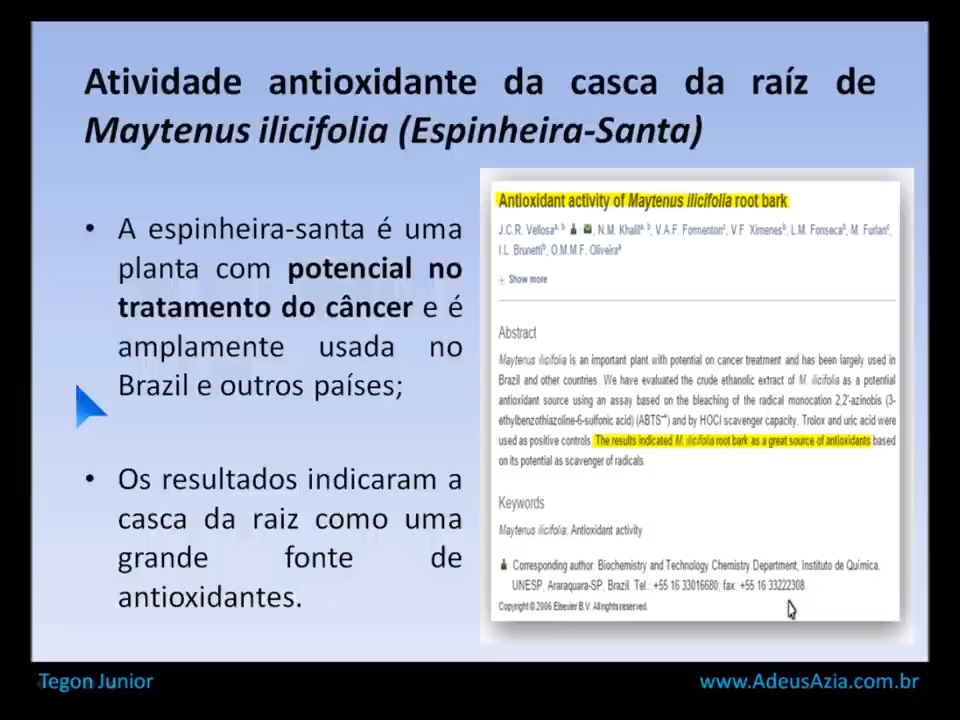 Atividade antioxidante da casca da raíz de
Maytenus ilicifolia (Espinheira-Santa)
• A espinheira-santa é uma
planta com potencial no
tratamento do câncer e é
amplamente usada no
Brazil e outros países;
• Os resultados indicaram a
casca da raiz como uma
grande fonte de
antioxidantes.
Antioxidant activity of Maytenus ilicifolia root bark
J.C.R. Vellosa a, b, N.M. Khalil a, b, V.A.F. Formenton c, V.F. Ximenes b, L.M. Fonseca b, M. Furlan c,
I.L. Brunetti b, O.M.M.F. Oliveira a
+ Show more
Abstract
Maytenus ilicifolia is an important plant with potential on cancer treatment and has been largely used in
Brazil and other countries. We have evaluated the crude ethanolic extract of M. ilicifolia as a potential
antioxidant source using an assay based on the bleaching of the radical monocation 2,2'-azinobis (3-
ethylbenzothiazoline-6-sulfonic acid) (ABTS•+) and by HOCl scavenger capacity. Trolox and uric acid were
used as positive controls. The results indicated M. ilicifolia root bark as a great source of antioxidants based
on its potential as scavenger of radicals.
Keywords
Maytenus ilicifolia; Antioxidant activity
Corresponding author. Biochemistry and Technology Chemistry Department, Instituto de Química,
UNESP, Araraquara-SP, Brazil. Tel.: +55 16 33016680; fax: +55 16 33222308.
Copyright © 2006 Elsevier B.V. All rights reserved.
Tegon Junior
www.AdeusAzia.com.br